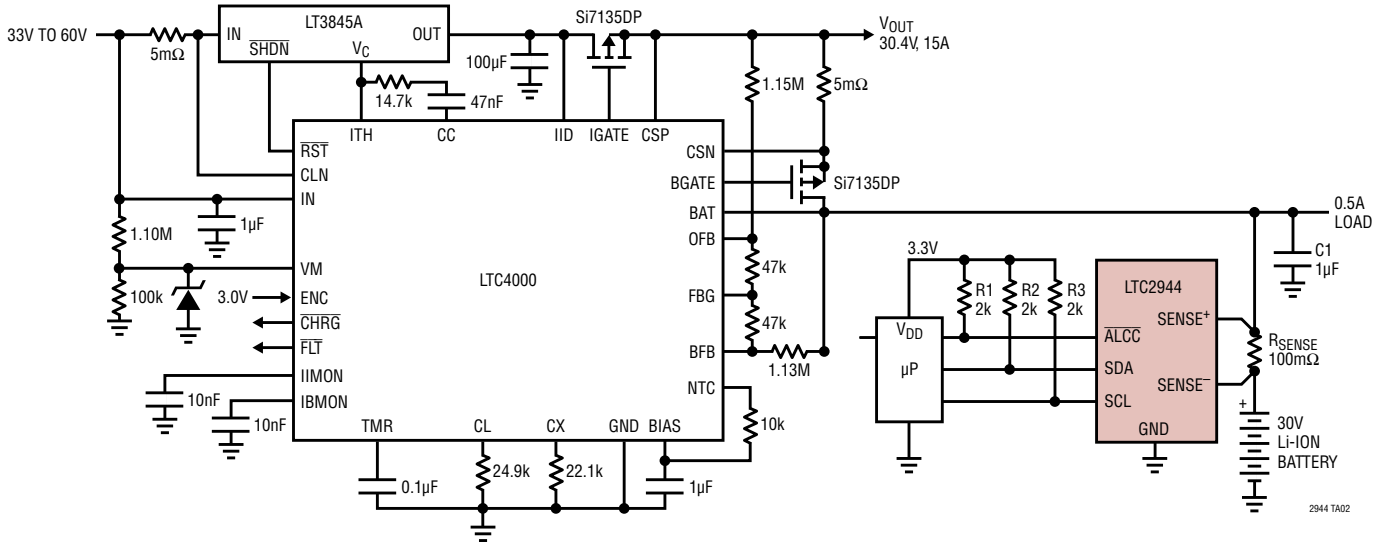 33V TO 60V
5mΩ
IN
LT3845A
OUT
SHDN
VC
Si7135DP
VOUT
30.4V, 15A
100µF
14.7k
47nF
1.15M
5mΩ
ITH
CC
IID
IGATE
CSP
RST
CLN
IN
1µF
1.10M
VM
100k
3.0V
ENC
CHRG
FLT
IIMON
10nF
IBMON
10nF
LTC4000
CSN
BGATE
Si7135DP
BAT
OFB
47k
FBG
47k
BFB
1.13M
NTC
10k
TMR
CL
CX
GND
BIAS
0.1µF
24.9k
22.1k
1µF
0.5A
LOAD
C1
1µF
3.3V
R1
2k
R2
2k
R3
2k
VDD
µP
LTC2944
SENSE+
ALCC
SDA
SENSE–
SCL
GND
RSENSE
100mΩ
+
30V
Li-ION
BATTERY
2944 TA02